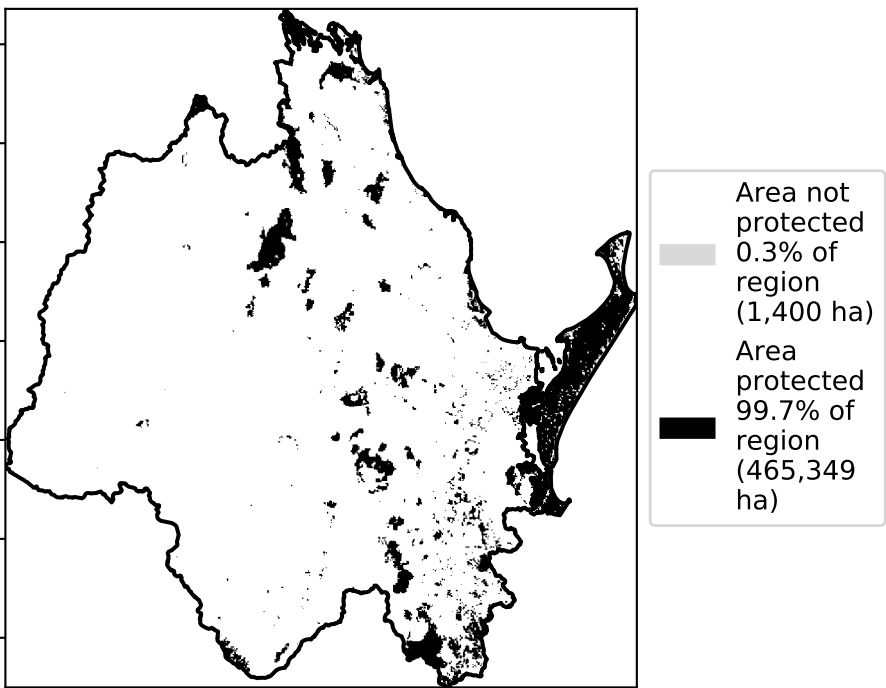 Area not
protected
0.3% of
region
(1,400 ha)
Area
protected
99.7% of
region
(465,349
ha)